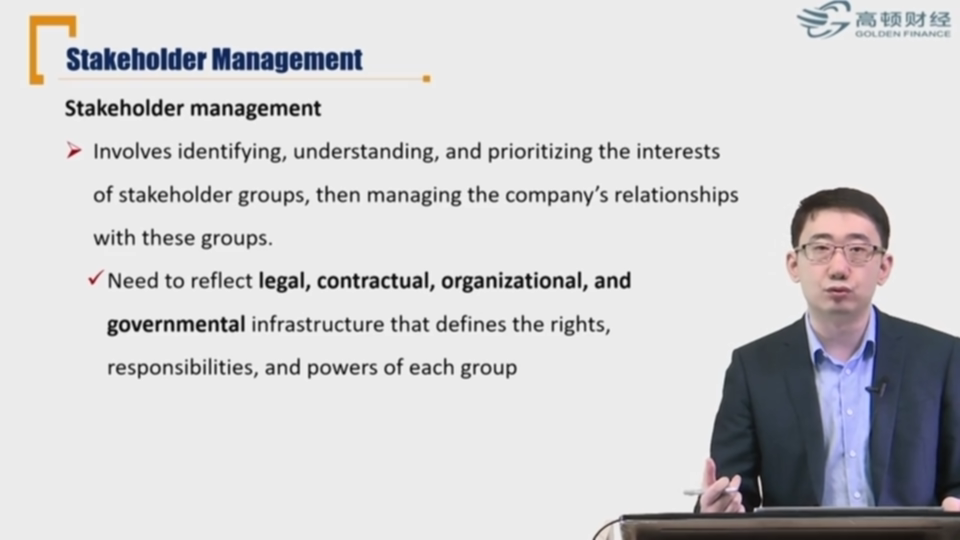 高顿财经
GOLDEN FINANCE
Stakeholder Management
Stakeholder management
Involves identifying, understanding, and prioritizing the interests
of stakeholder groups, then managing the company’s relationships
with these groups.
Need to reflect legal, contractual, organizational, and
governmental infrastructure that defines the rights,
responsibilities, and powers of each group